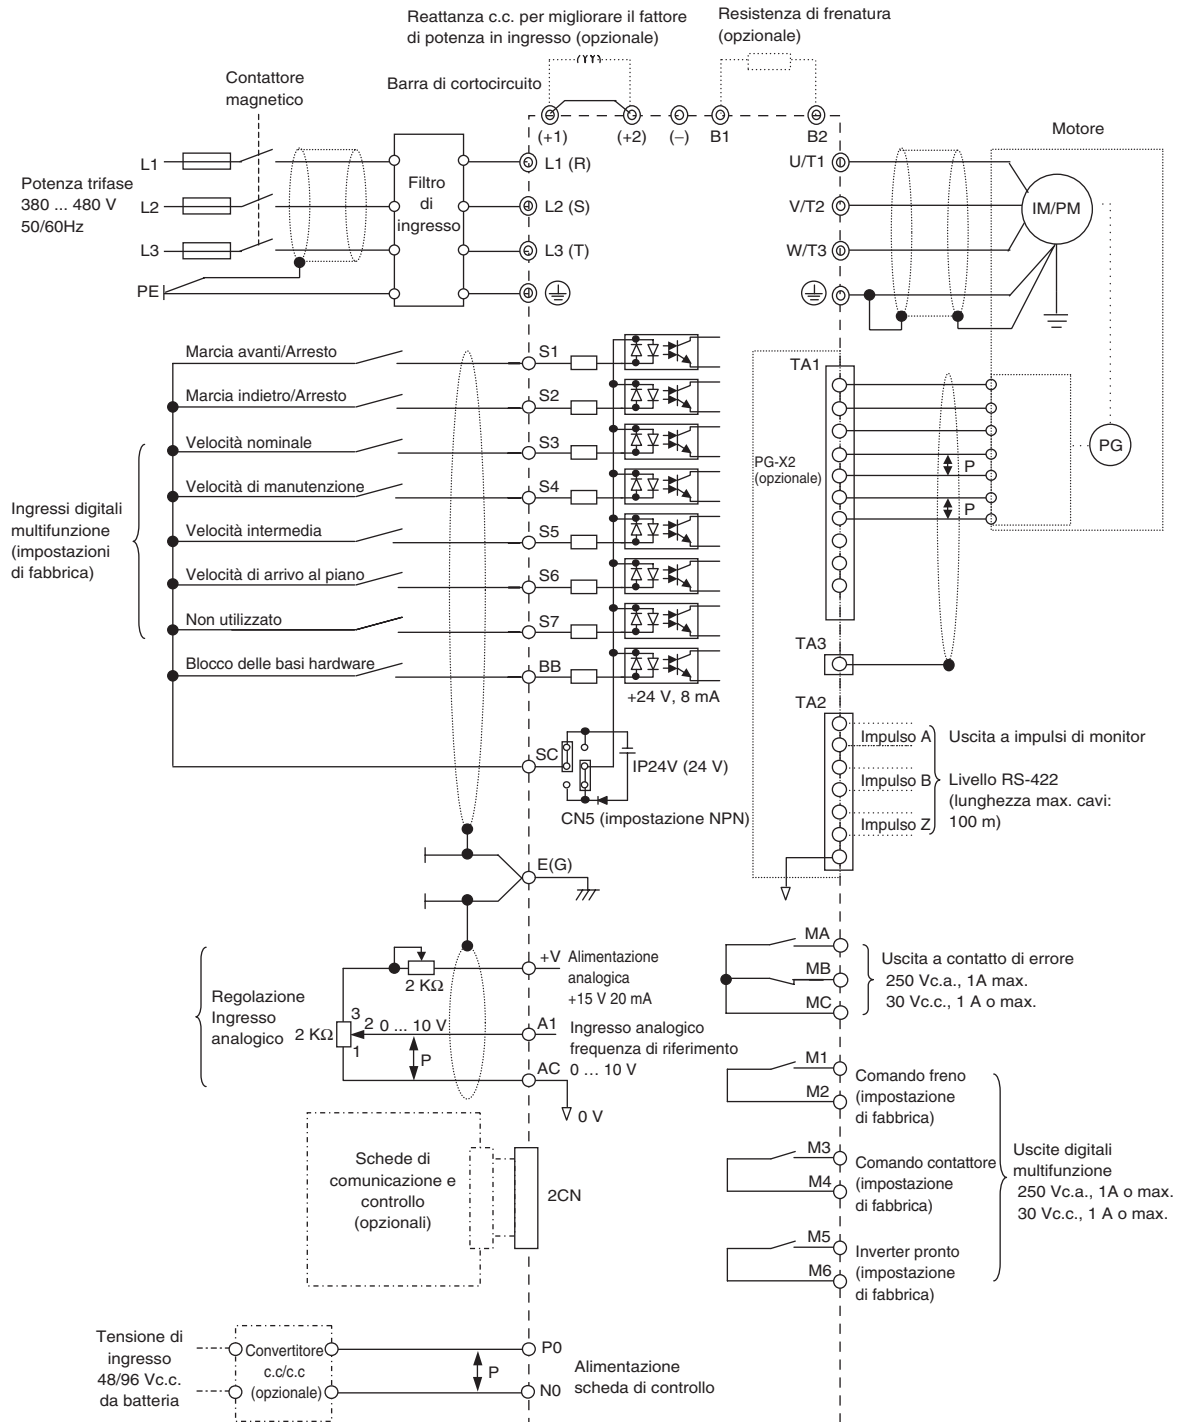 Reattanza c.c. per migliorare il fattore
di potenza in ingresso (opzionale)
Resistenza di frenatura
(opzionale)
Contattore
magnetico
Barra di cortocircuito
(+1)
(+2)
(−)
B1
B2
Motore
Potenza trifase
380 ... 480 V
50/60Hz
L1
L2
L3
PE
Filtro
di
ingresso
L1 (R)
L2 (S)
L3 (T)
U/T1
V/T2
W/T3
IM/PM
Ingressi digitali
multifunzione
(impostazioni
di fabbrica)
Marcia avanti/Arresto
S1
Marcia indietro/Arresto
S2
Velocità nominale
S3
Velocità di manutenzione
S4
Velocità intermedia
S5
Velocità di arrivo al piano
S6
Non utilizzato
S7
Blocco delle basi hardware
BB
+24 V, 8 mA
SC
IP24V (24 V)
CN5 (impostazione NPN)
E(G)
TA1
PG-X2
(opzionale)
P
P
PG
TA3
TA2
Impulso A
Impulso B
Impulso Z
Uscita a impulsi di monitor
Livello RS-422
(lunghezza max. cavi:
100 m)
Regolazione
Ingresso
analogico
2 KΩ
2 KΩ
3
2
1
0 ... 10 V
P
+V
Alimentazione
analogica
+15 V 20 mA
A1
Ingresso analogico
frequenza di riferimento
0 ... 10 V
AC
0 V
MA
MB
MC
Uscita a contatto di errore
250 Vc.a., 1A max.
30 Vc.c., 1 A o max.
M1
M2
Comando freno
(impostazione
di fabbrica)
M3
M4
Comando contattore
(impostazione
di fabbrica)
M5
M6
Inverter pronto
(impostazione
di fabbrica)
Uscite digitali
multifunzione
250 Vc.a., 1A o max.
30 Vc.c., 1 A o max.
Schede di
comunicazione e
controllo
(opzionali)
2CN
Tensione di
ingresso
48/96 Vc.c.
da batteria
Convertitore
c.c/c.c
(opzionale)
P
P0
N0
Alimentazione
scheda di controllo